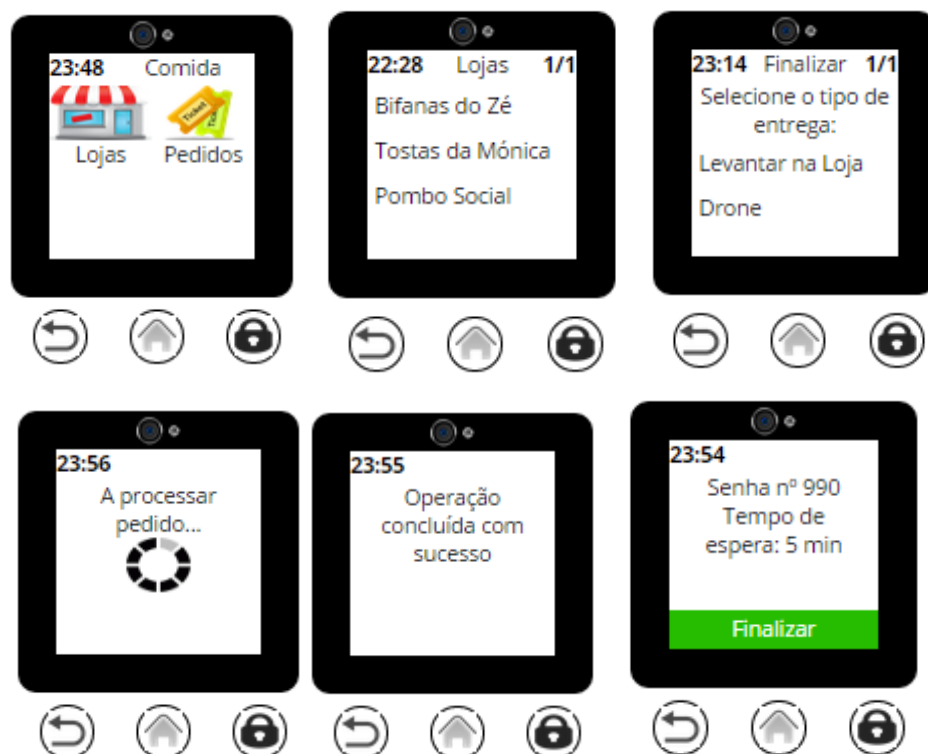 23:48 Comida
Ticket
Lojas Pedidos
22:28 Lojas 1/1
Bifanas do Zé
Tostas da Mónica
Pombo Social
23:14 Finalizar 1/1
Selecione o tipo de
entrega:
Levantar na Loja
Drone
23:56
A processar
pedido...
23:55
Operação
concluída com
sucesso
23:54
Senha nº 990
Tempo de
espera: 5 min
Finalizar